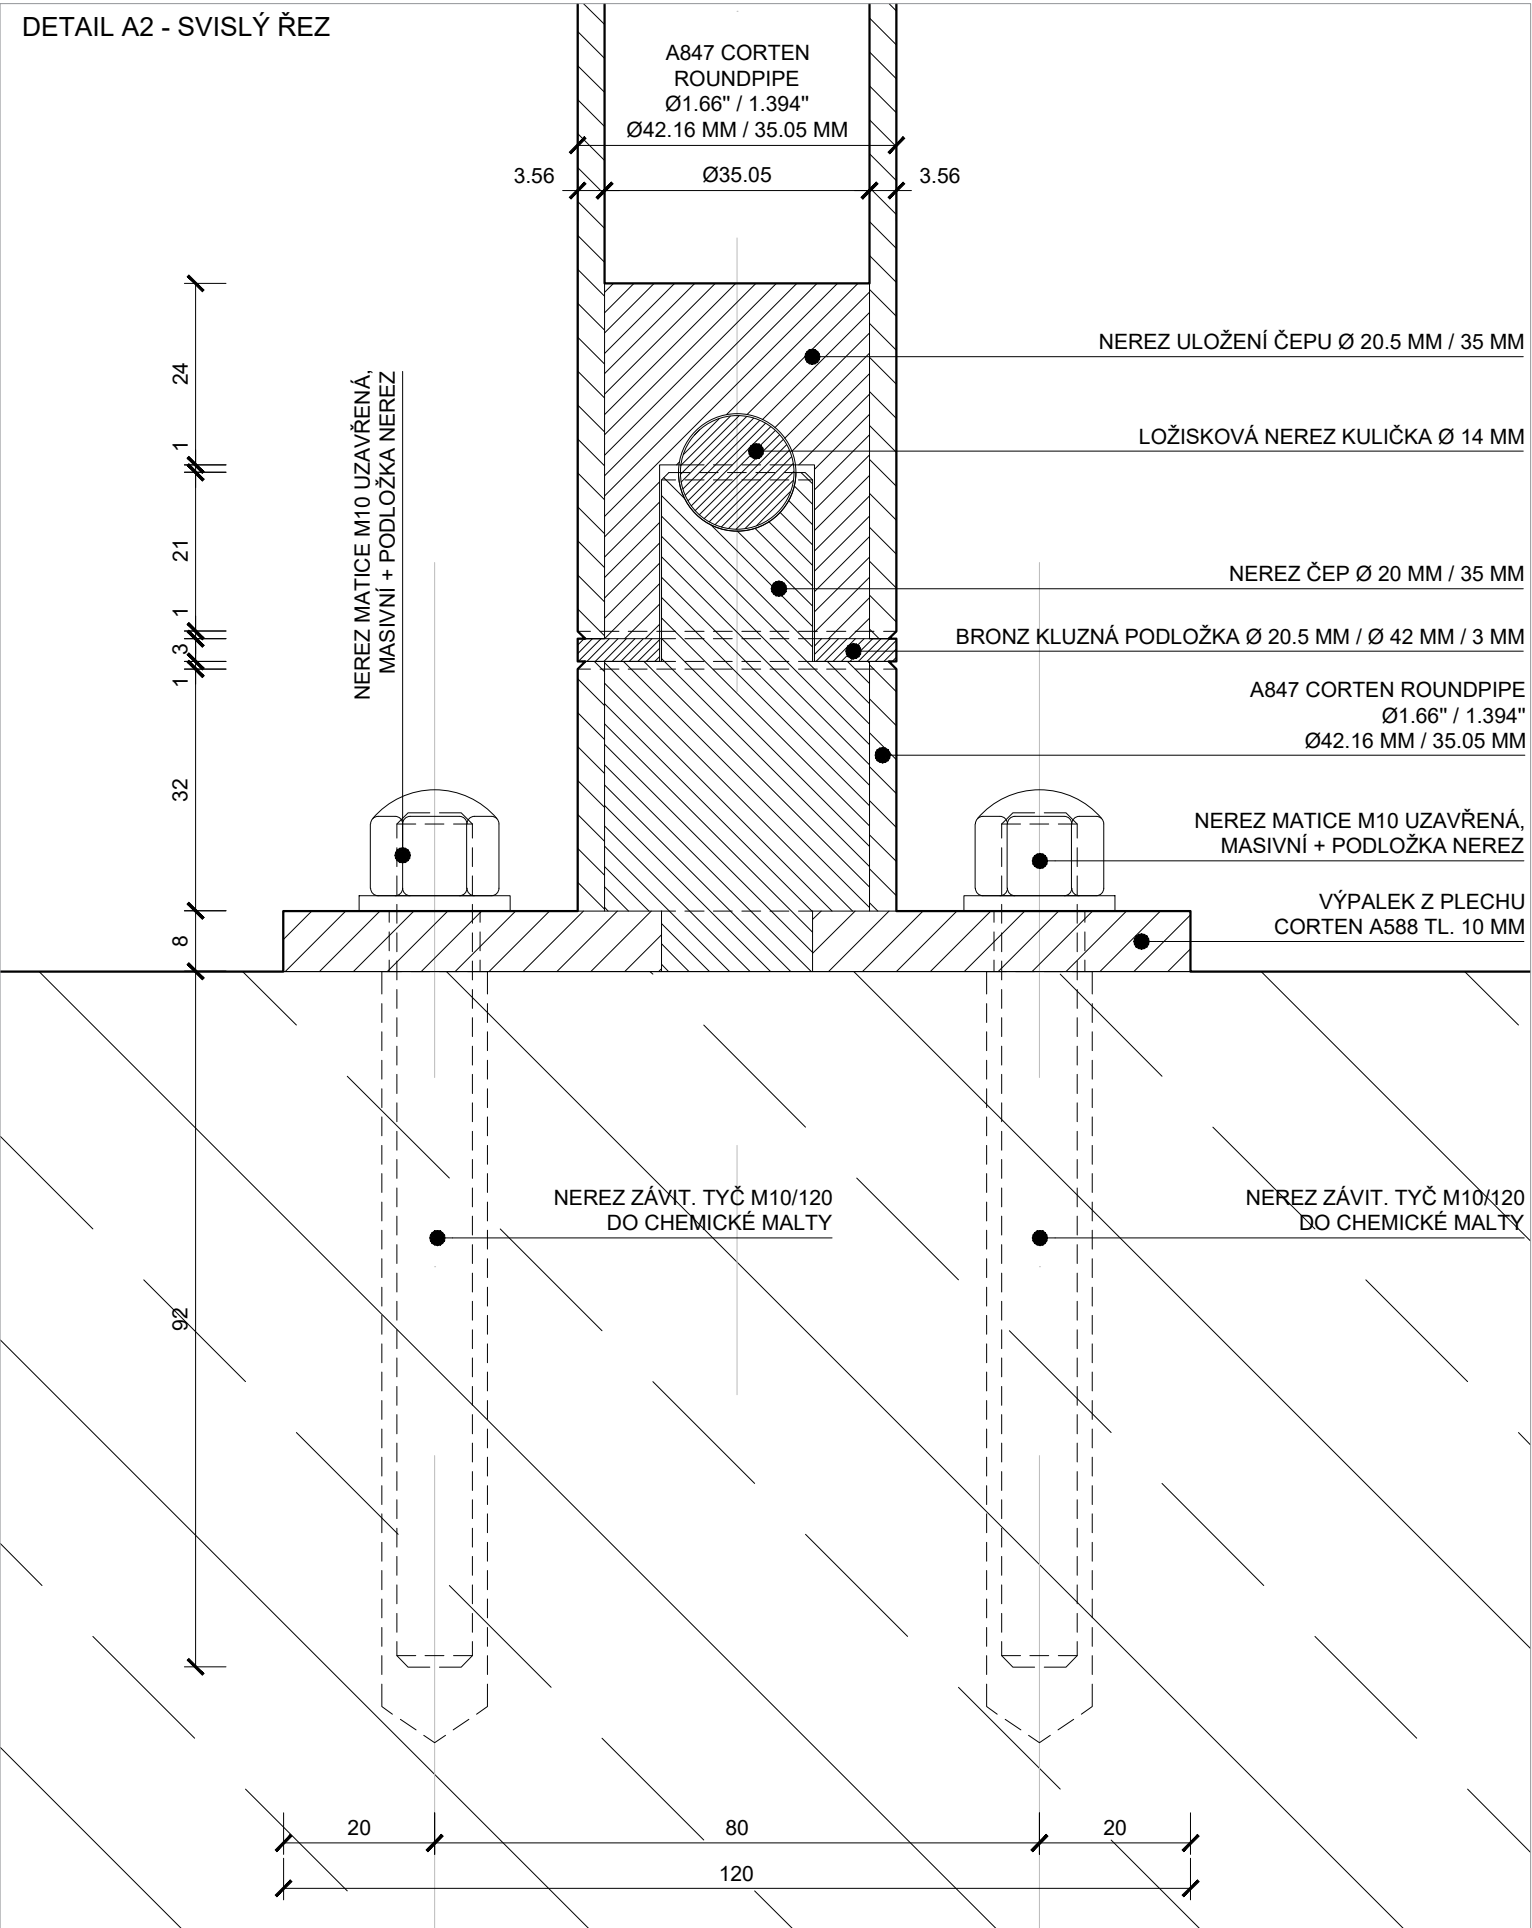 DETAIL A2 - SVISLÝ ŘEZ
A847 CORTEN
ROUNDPIPE
Ø1.66" / 1.394"
Ø42.16 MM / 35.05 MM
3.56
Ø35.05
3.56
NEREZ ULOŽENÍ ČEPU Ø 20.5 MM / 35 MM
LOŽISKOVÁ NEREZ KULIČKA Ø 14 MM
NEREZ ČEP Ø 20 MM / 35 MM
BRONZ KLUZNÁ PODLOŽKA Ø 20.5 MM / Ø 42 MM / 3 MM
A847 CORTEN ROUNDPIPE
Ø1.66" / 1.394"
Ø42.16 MM / 35.05 MM
NEREZ MATICE M10 UZAVŘENÁ,
MASIVNÍ + PODLOŽKA NEREZ
VÝPALEK Z PLECHU
CORTEN A588 TL. 10 MM
NEREZ MATICE M10 UZAVŘENÁ,
MASIVNÍ + PODLOŽKA NEREZ
24
1
21
1
3
1
32
8
92
NEREZ ZÁVIT. TYČ M10/120
DO CHEMICKÉ MALTY
NEREZ ZÁVIT. TYČ M10/120
DO CHEMICKÉ MALTY
20
80
20
120